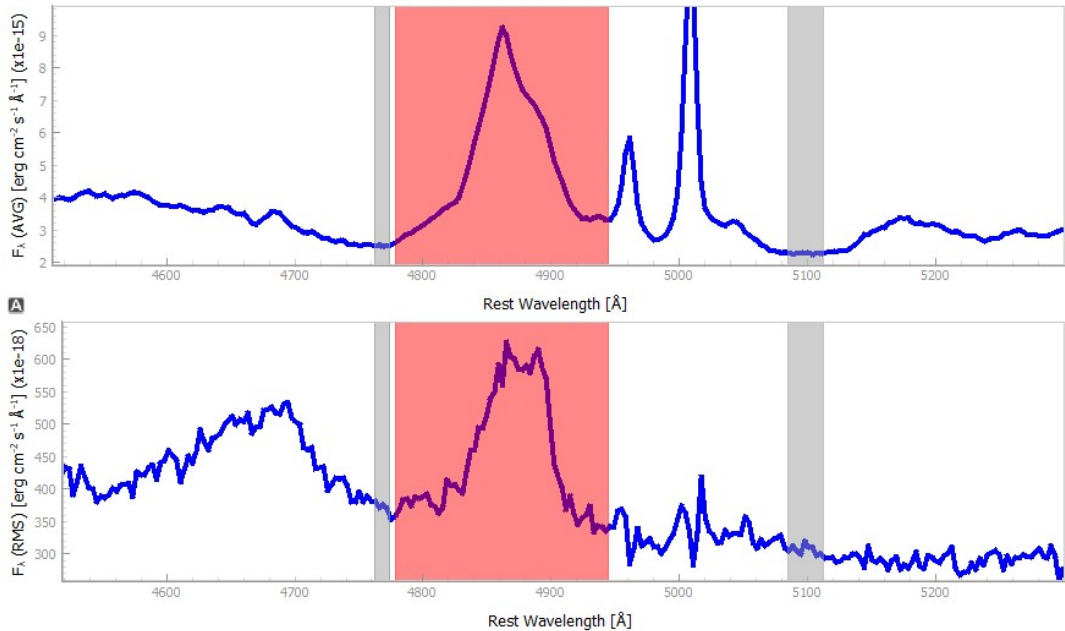 F_λ (AVG) [erg cm⁻² s⁻¹ Å⁻¹] (x1e-15)
9
8
7
6
5
4
3
2
4600 4700 4800 4900 5000 5100 5200
Rest Wavelength [Å]
A
F_λ (RMS) [erg cm⁻² s⁻¹ Å⁻¹] (x1e-18)
650
600
550
500
450
400
350
300
4600 4700 4800 4900 5000 5100 5200
Rest Wavelength [Å]